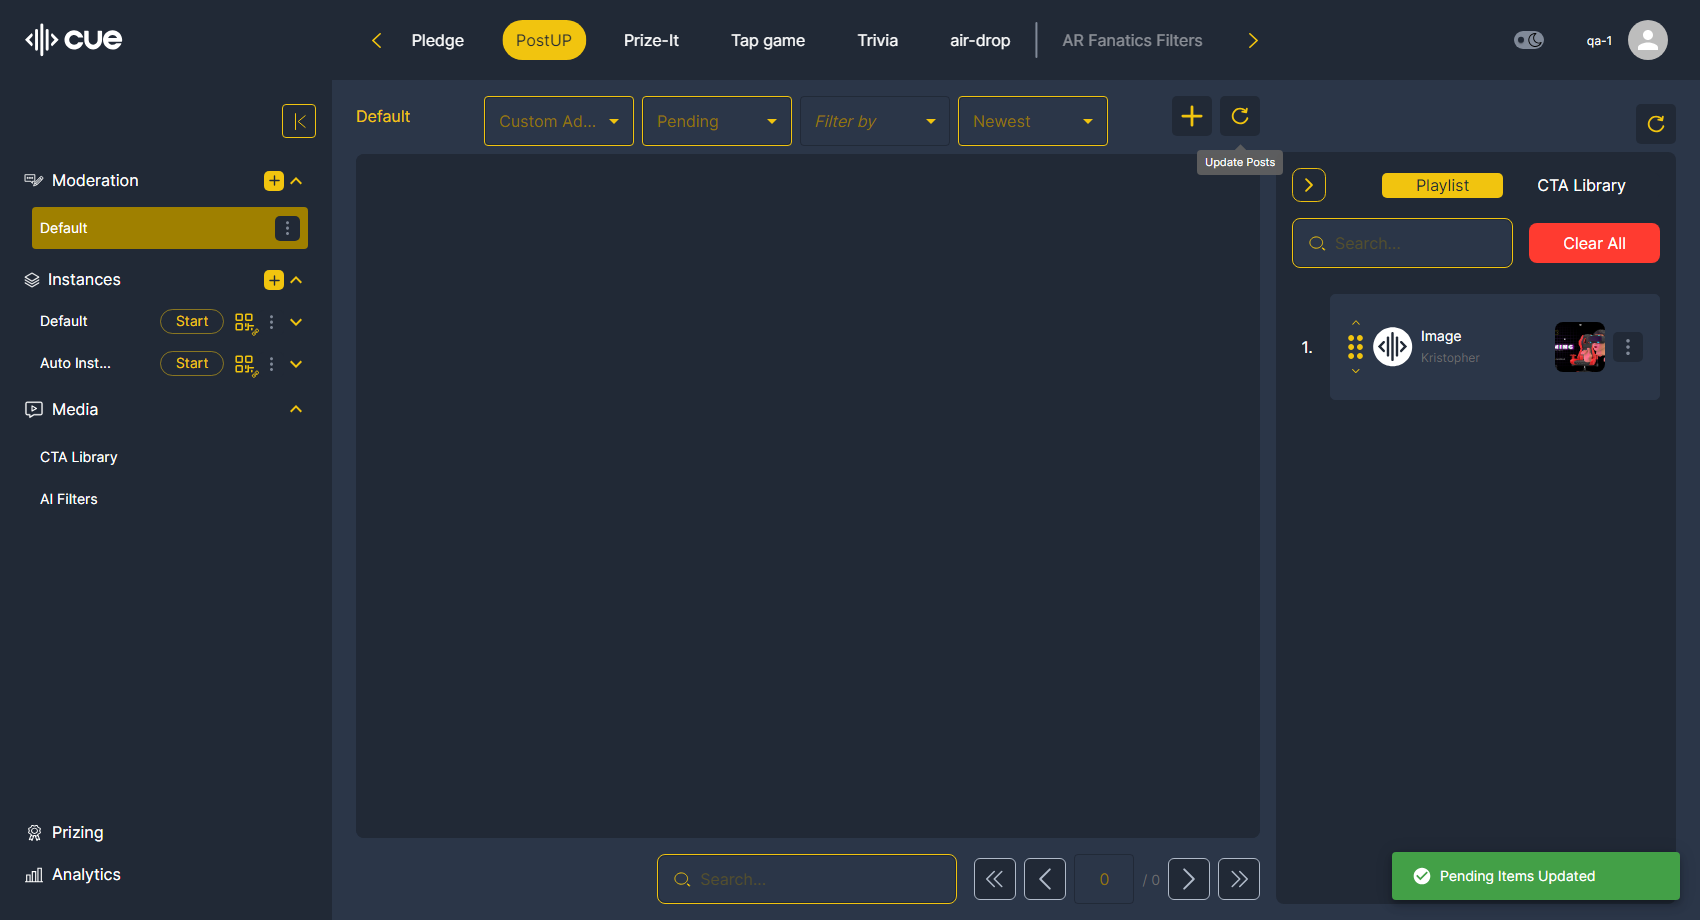 cue
Pledge
PostUP
Prize-It
Tap game
Trivia
air-drop
AR Fanatics Filters
qa-1
Moderation
Default
Instances
Default
Start
Auto Inst...
Start
Media
CTA Library
AI Filters
Prizing
Analytics
Default
Custom Ad...
Pending
Filter by
Newest
Update Posts
Search...
0
/ 0
Playlist
CTA Library
Search...
Clear All
1.
Image
Kristopher
Pending Items Updated